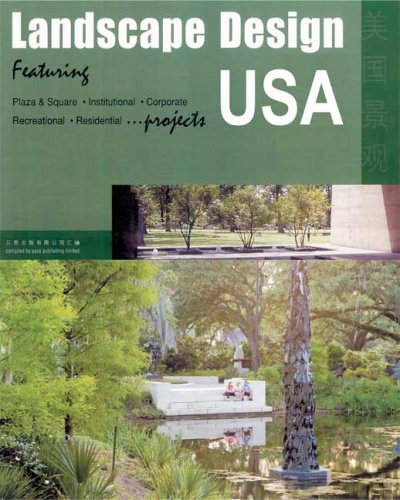 Landscape Design
Featuring
USA
Plaza & Square • Institutional • Corporate
Recreational • Residential ...projects
美国景观
compiled by pace publishing limited